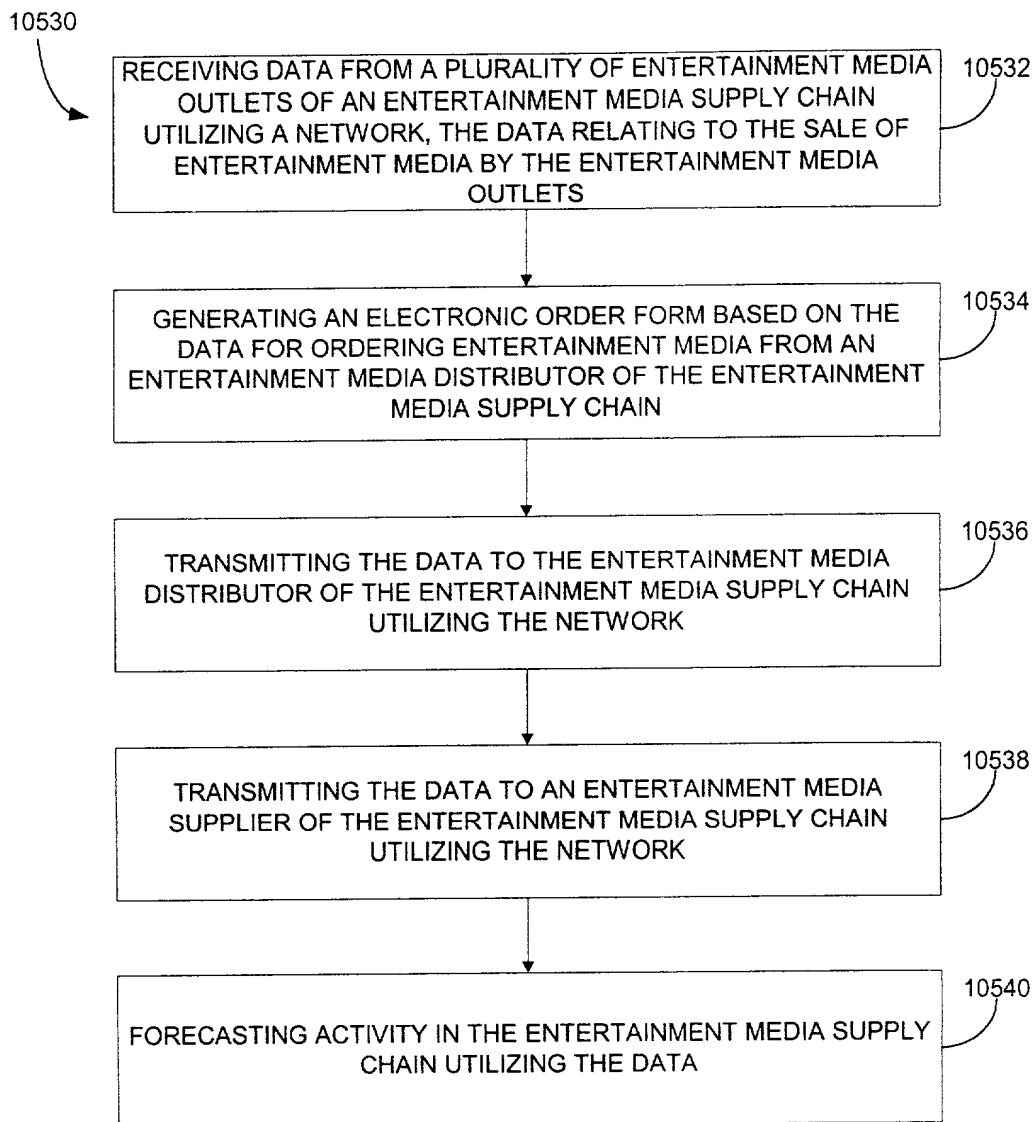 10530
RECEIVING DATA FROM A PLURALITY OF ENTERTAINMENT MEDIA
OUTLETS OF AN ENTERTAINMENT MEDIA SUPPLY CHAIN
UTILIZING A NETWORK, THE DATA RELATING TO THE SALE OF
ENTERTAINMENT MEDIA BY THE ENTERTAINMENT MEDIA
OUTLETS
10532
GENERATING AN ELECTRONIC ORDER FORM BASED ON THE
DATA FOR ORDERING ENTERTAINMENT MEDIA FROM AN
ENTERTAINMENT MEDIA DISTRIBUTOR OF THE ENTERTAINMENT
MEDIA SUPPLY CHAIN
10534
TRANSMITTING THE DATA TO THE ENTERTAINMENT MEDIA
DISTRIBUTOR OF THE ENTERTAINMENT MEDIA SUPPLY CHAIN
UTILIZING THE NETWORK
10536
TRANSMITTING THE DATA TO AN ENTERTAINMENT MEDIA
SUPPLIER OF THE ENTERTAINMENT MEDIA SUPPLY CHAIN
UTILIZING THE NETWORK
10538
FORECASTING ACTIVITY IN THE ENTERTAINMENT MEDIA SUPPLY
CHAIN UTILIZING THE DATA
10540